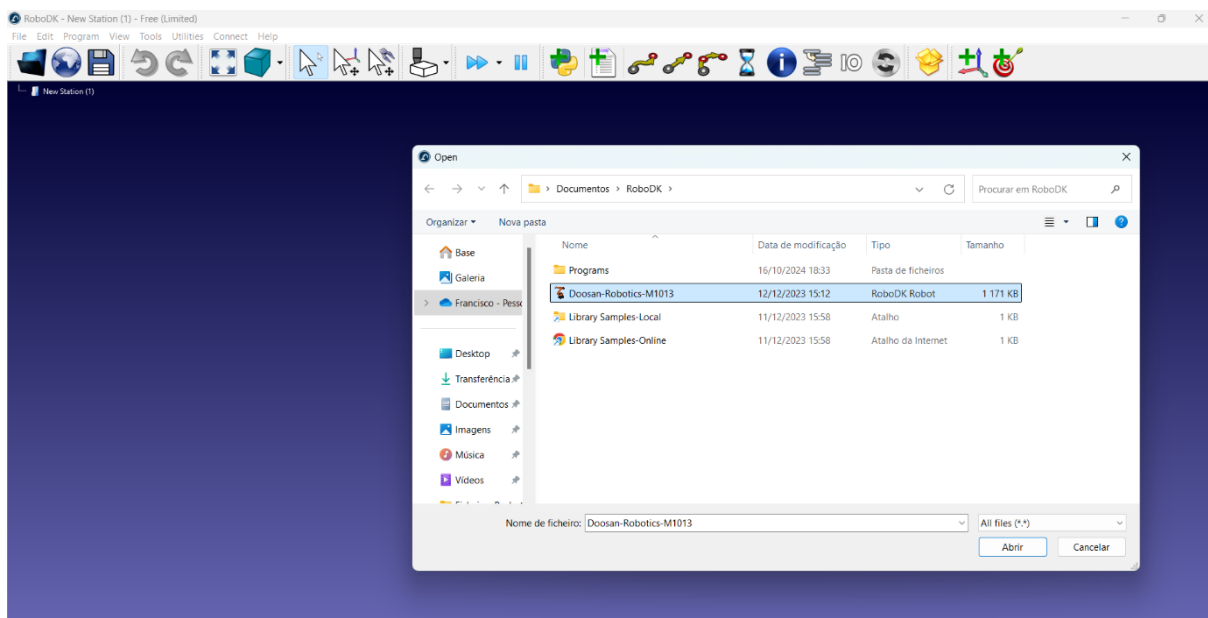 RoboDK - New Station (1) - Free (Limited)
File Edit Program View Tools Utilities Connect Help
New Station (1)
Open
Documentos > RoboDK >
Procurar em RoboDK
Organizar Nova pasta
Nome Data de modificação Tipo Tamanho
Base
Galeria
Francisco - Pesso
Desktop
Transferência
Documentos
Imagens
Música
Vídeos
Programs 16/10/2024 18:33 Pasta de ficheiros
Doosan-Robotics-M1013 12/12/2023 15:12 RoboDK Robot 1 171 KB
Library Samples-Local 11/12/2023 15:58 Atalho 1 KB
Library Samples-Online 11/12/2023 15:58 Atalho da Internet 1 KB
Nome de ficheiro: Doosan-Robotics-M1013
All files (*.*)
Abrir Cancelar